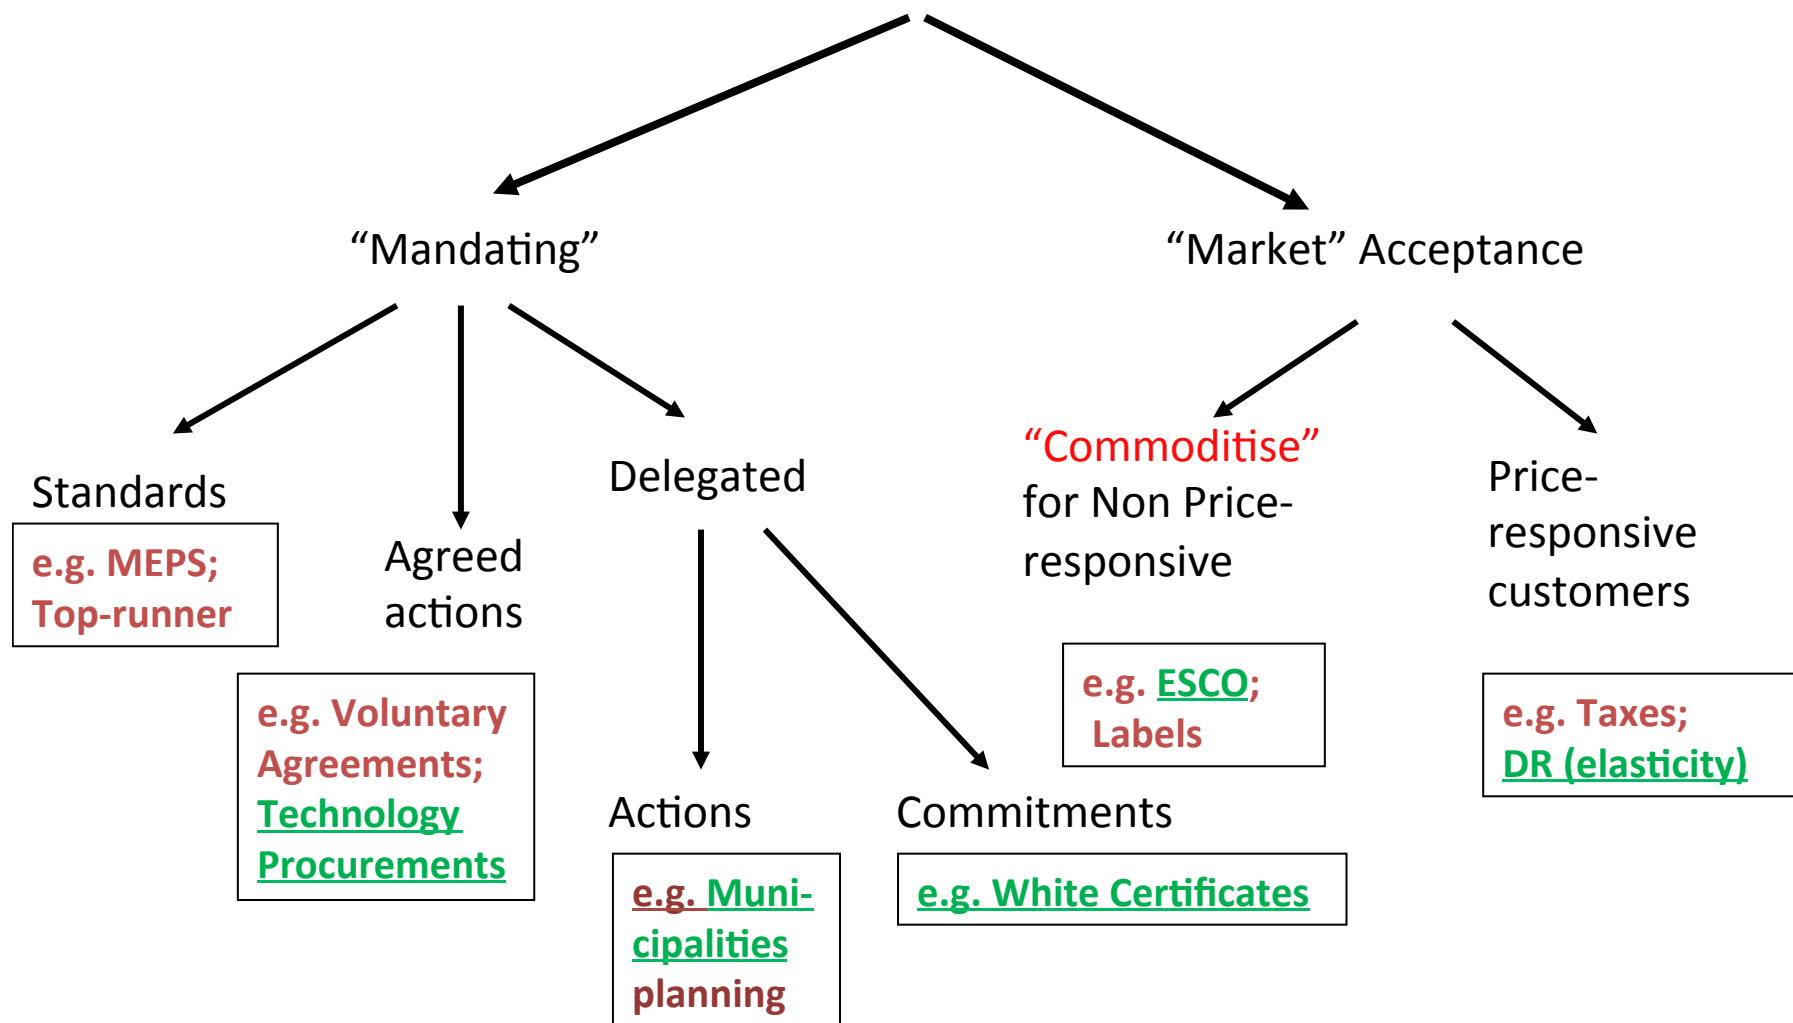 “Mandating”
“Market” Acceptance
Standards
e.g. MEPS;
Top-runner
Agreed
actions
e.g. Voluntary
Agreements;
Technology
Procurements
Delegated
Actions
e.g. Muni-
cipalities
planning
Commitments
e.g. White Certificates
“Commoditise”
for Non Price-
responsive
e.g. ESCO;
Labels
Price-
responsive
customers
e.g. Taxes;
DR (elasticity)